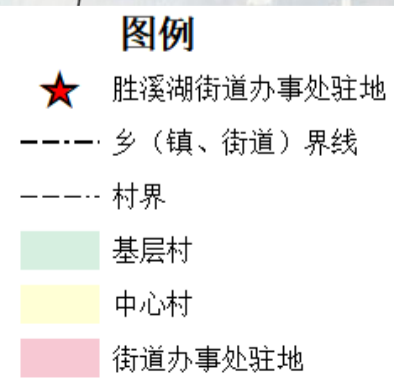 图例
胜溪湖街道办事处驻地
乡（镇、街道）界线
村界
基层村
中心村
街道办事处驻地